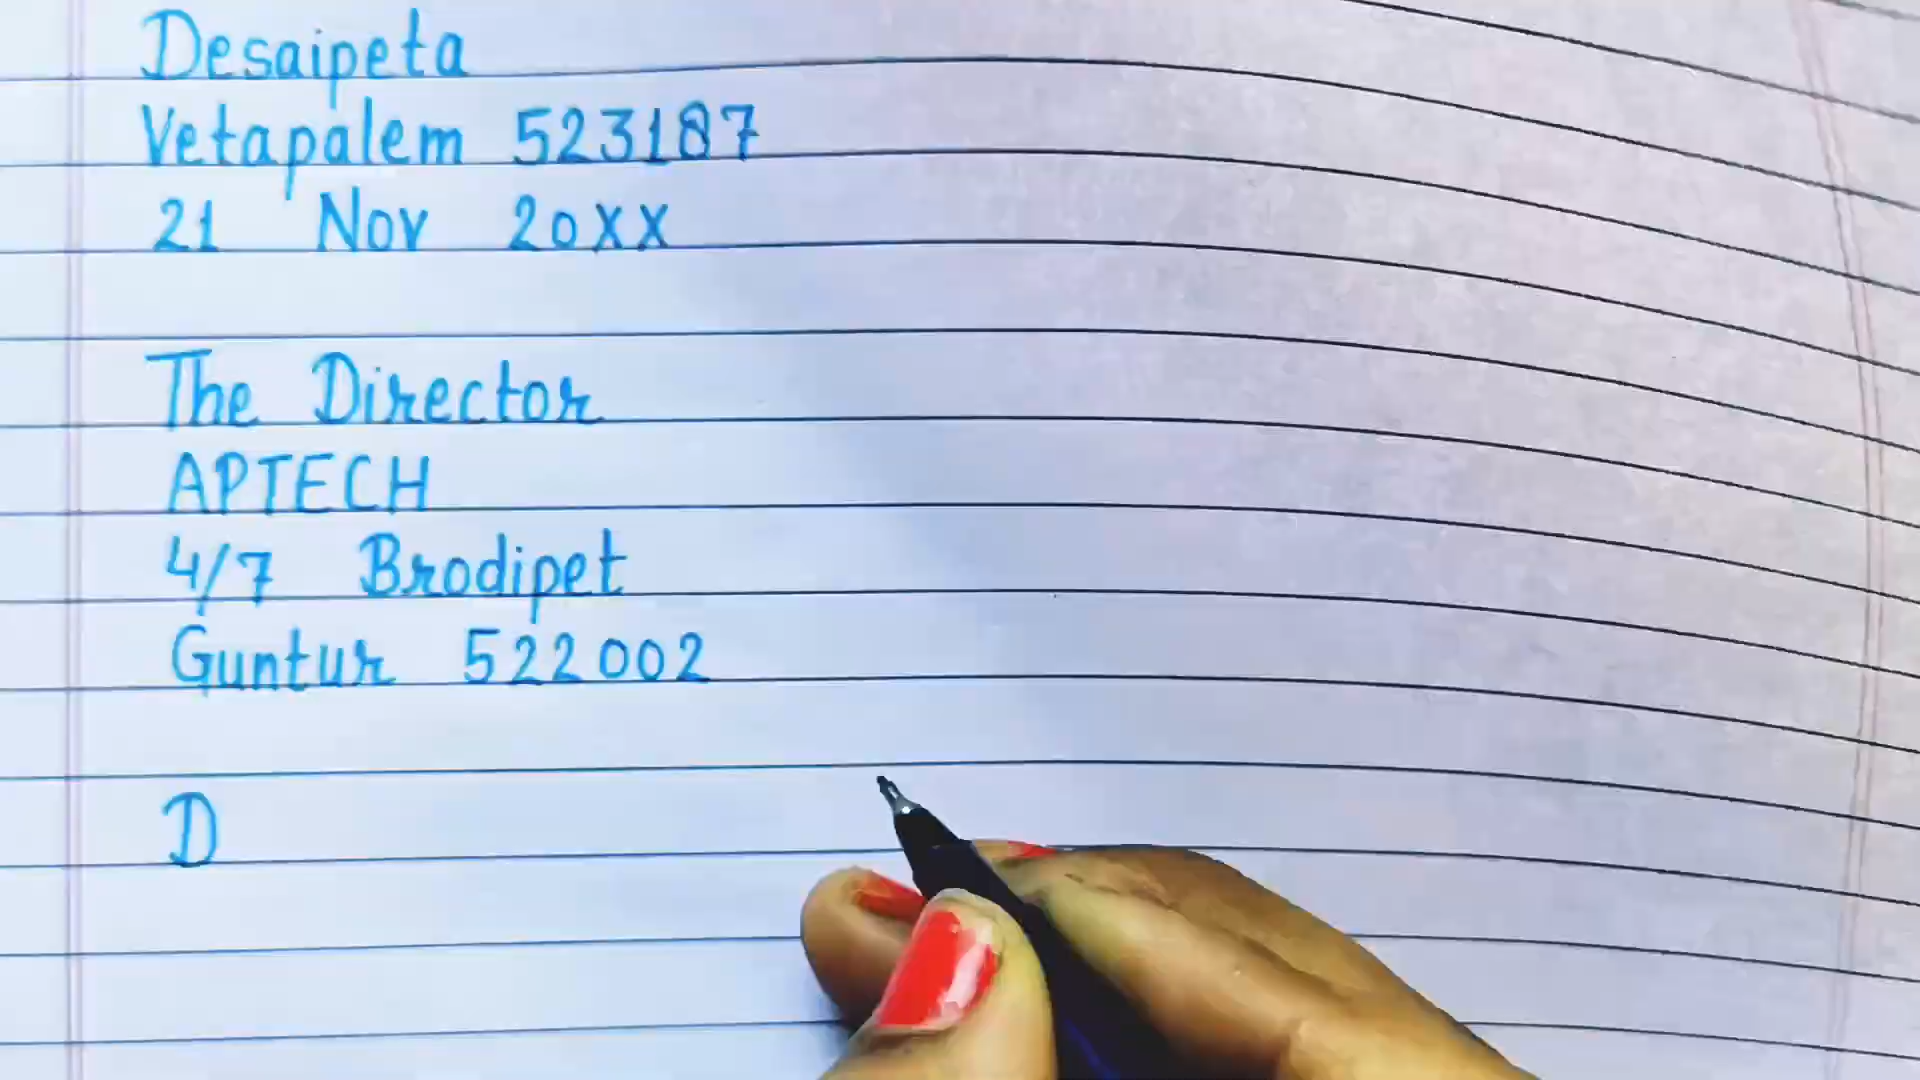 Desaipeta
Vetapalem 523187
21 Nov 20XX
The Director
APTECH
4/7 Brodipet
Guntur 522002
D